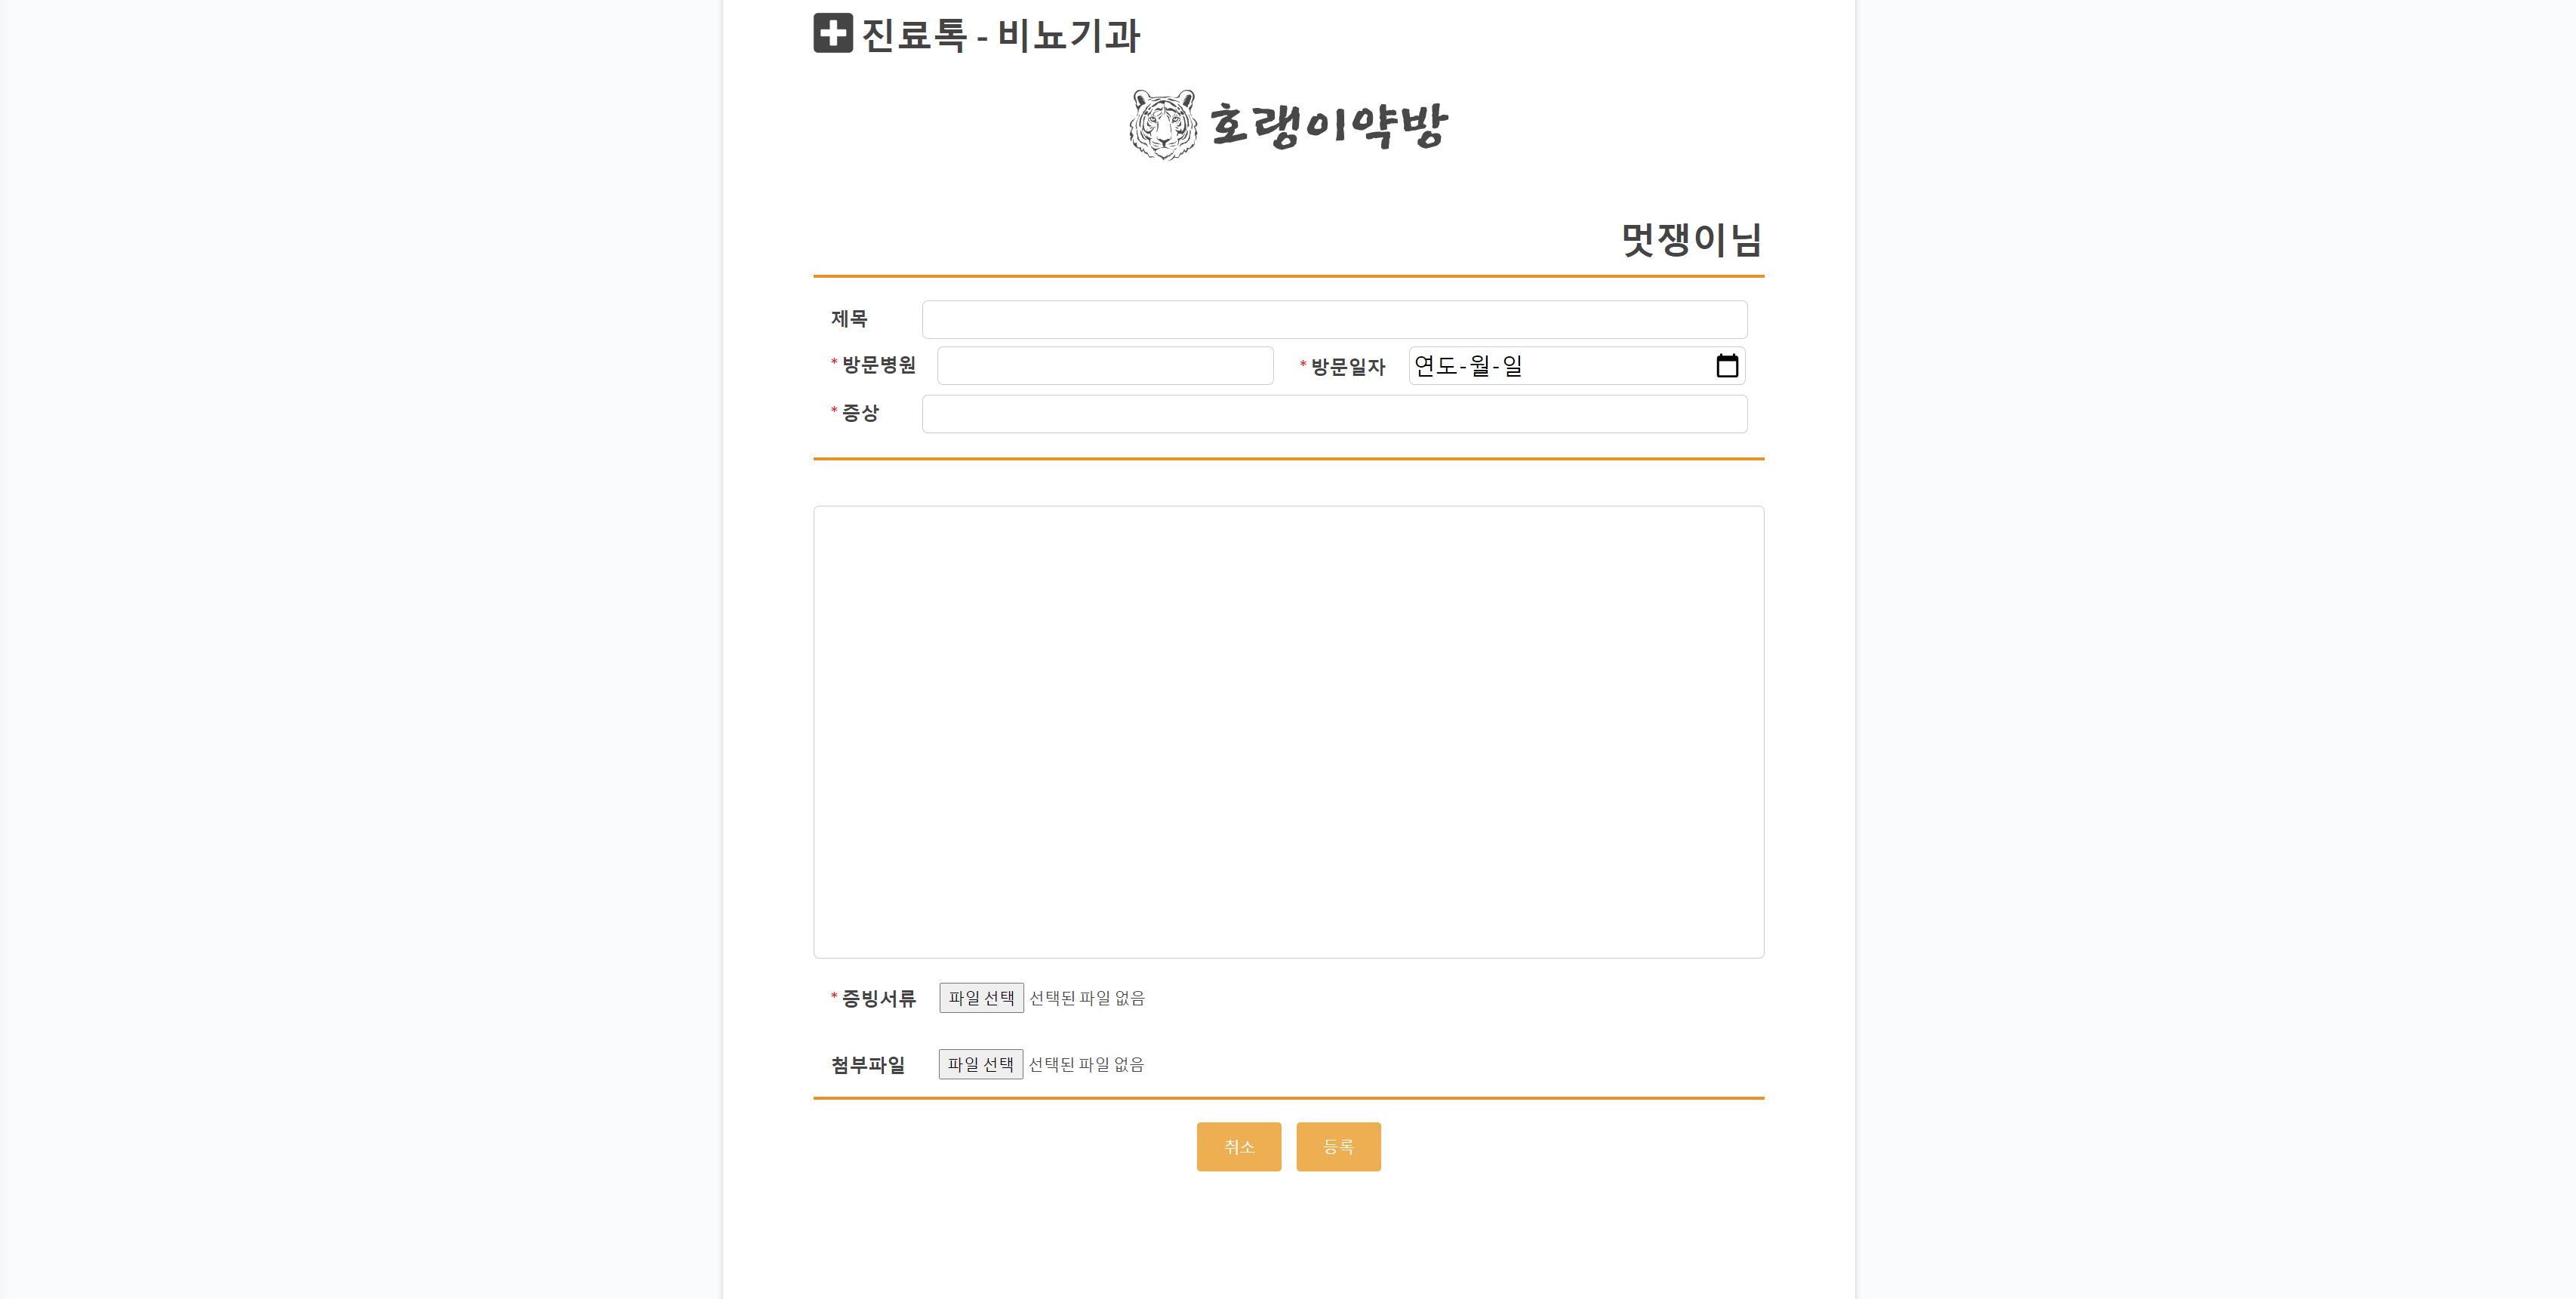 진료톡 - 비뇨기과
호랭이약방
멋쟁이님
제목
* 방문병원
* 방문일자 연도-월-일
* 증상
* 증빙서류 파일 선택 선택된 파일 없음
첨부파일 파일 선택 선택된 파일 없음
취소 등록